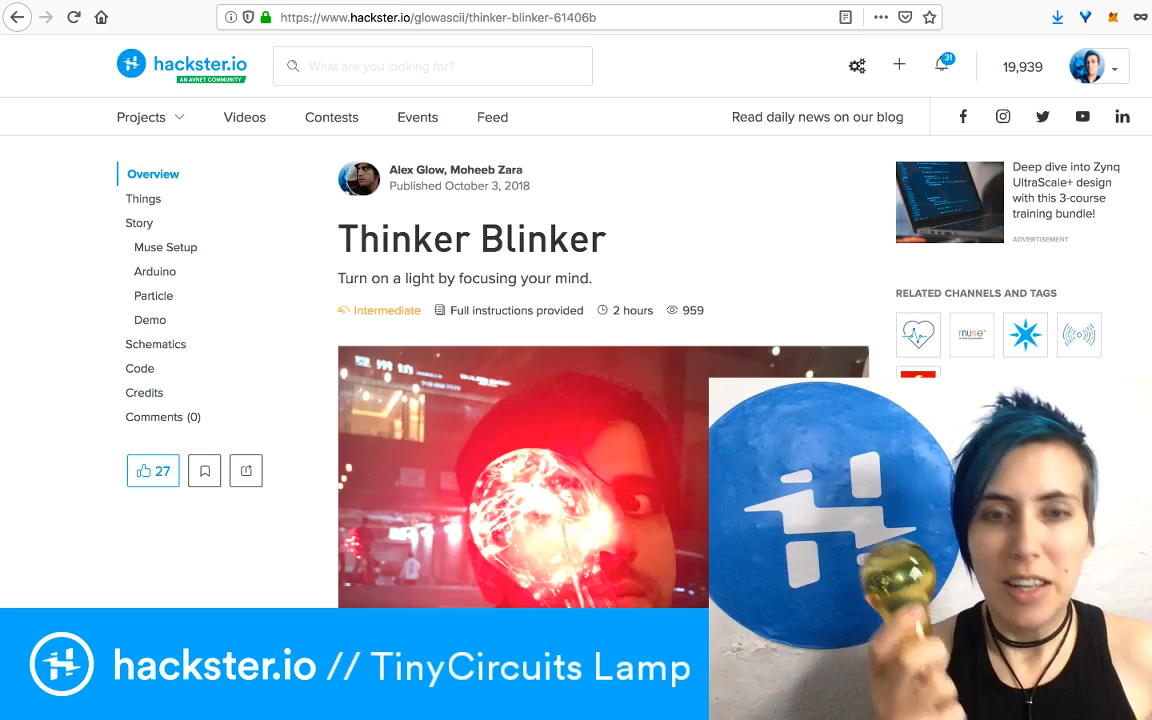 https://www.hackster.io/glowascii/thinker-blinker-61406b
hackster.io
AN AVNET COMMUNITY
What are you looking for?
31
19,939
Projects
Videos
Contests
Events
Feed
Read daily news on our blog
Overview
Things
Story
Muse Setup
Arduino
Particle
Demo
Schematics
Code
Credits
Comments (0)
27
Alex Glow, Moheeb Zara
Published October 3, 2018
Thinker Blinker
Turn on a light by focusing your mind.
Intermediate
Full instructions provided
2 hours
959
Deep dive into Zynq
UltraScale+ design
with this 3-course
training bundle!
ADVERTISEMENT
RELATED CHANNELS AND TAGS
muse
hackster.io // TinyCircuits Lamp